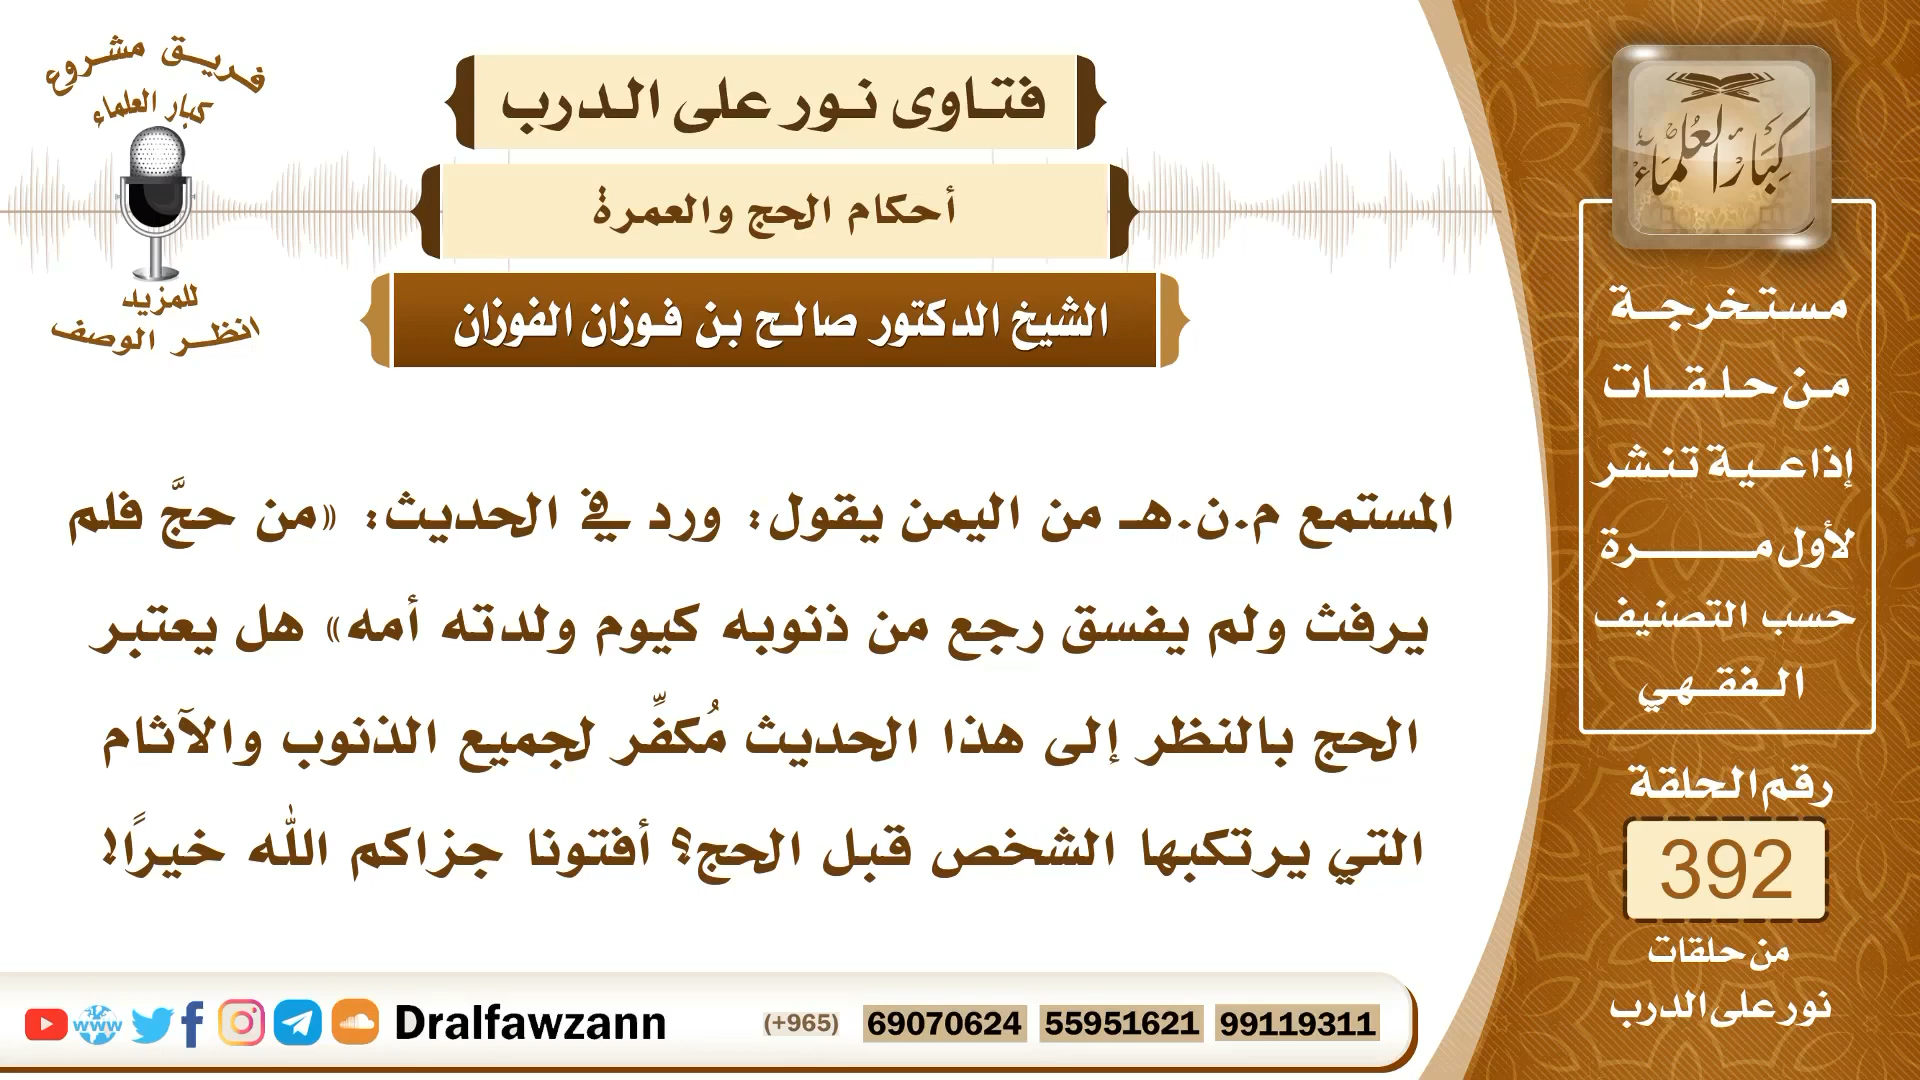 فريق مشروع
كبار العلماء
للمزيد
انظر الوصف
فتاوى نور على الدرب
أحكام الحج والعمرة
الشيخ الدكتور صالح بن فوزان الفوزان
المستمع م.ن.هـ من اليمن يقول: ورد في الحديث: «من حجَّ فلم
يرفث ولم يفسق رجع من ذنوبه كيوم ولدته أمه» هل يعتبر
الحج بالنظر إلى هذا الحديث مُكفِّر لجميع الذنوب والآثام
التي يرتكبها الشخص قبل الحج؟ أفتونا جزاكم الله خيرًا!
كِبَار العُلَمَاء
مستخرجة
من حلقات
إذاعية تنشر
لأول مرة
حسب التصنيف
الفقهي
رقم الحلقة
392
من حلقات
نور على الدرب
www
Dralfawzann
(+965) 69070624 55951621 99119311